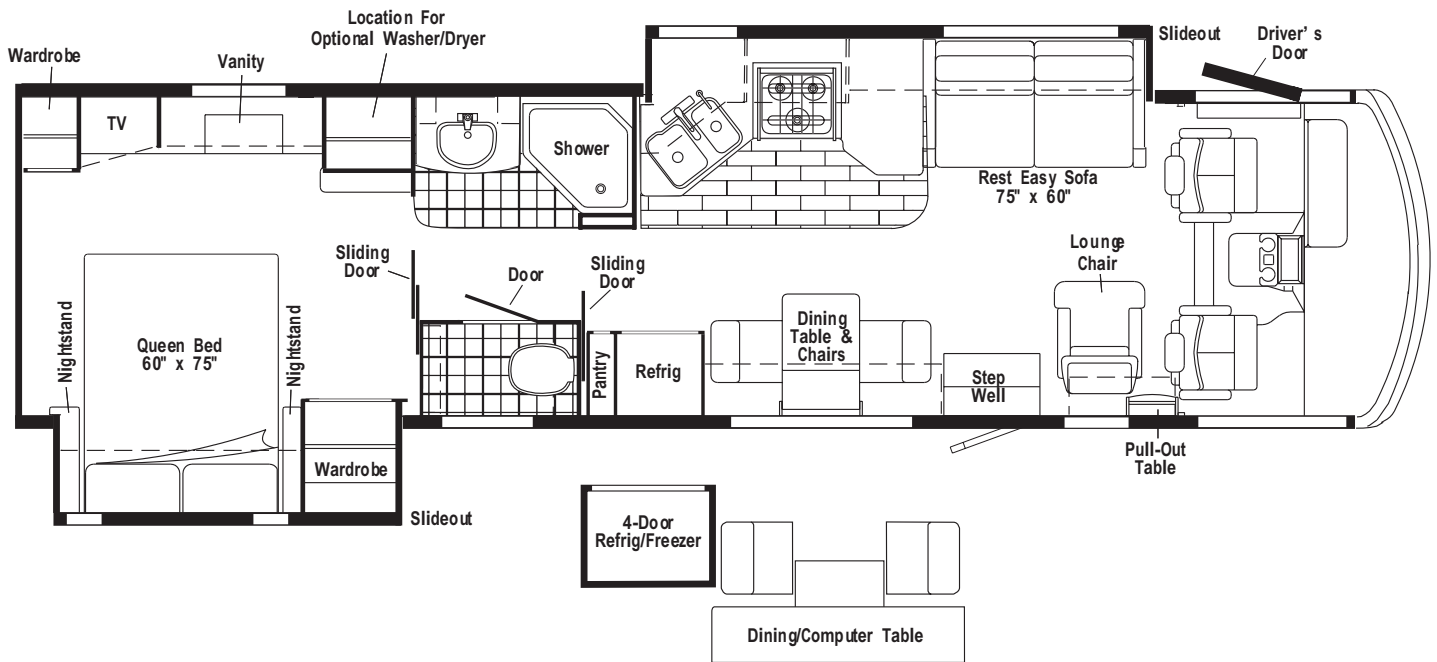 Location For
Optional Washer/Dryer
Wardrobe
Vanity
TV
Shower
Slideout
Driver's
Door
Rest Easy Sofa
75" x 60"
Sliding
Door
Door
Sliding
Door
Lounge
Chair
Nightstand
Queen Bed
60" x 75"
Nightstand
Pantry
Refrig
Dining
Table &
Chairs
Step
Well
Wardrobe
Slideout
Pull-Out
Table
4-Door
Refrig/Freezer
Dining/Computer Table